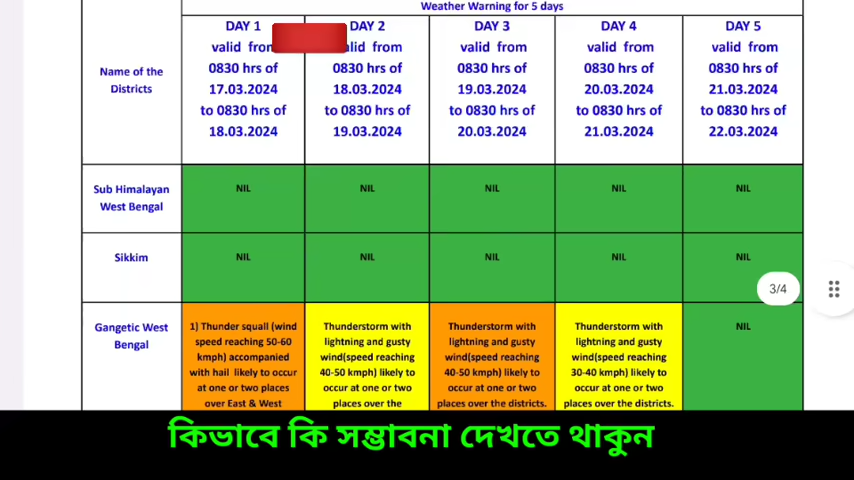 Weather Warning for 5 days
Name of the
Districts
DAY 1
valid from
0830 hrs of
17.03.2024
to 0830 hrs of
18.03.2024
DAY 2
valid from
0830 hrs of
18.03.2024
to 0830 hrs of
19.03.2024
DAY 3
valid from
0830 hrs of
19.03.2024
to 0830 hrs of
20.03.2024
DAY 4
valid from
0830 hrs of
20.03.2024
to 0830 hrs of
21.03.2024
DAY 5
valid from
0830 hrs of
21.03.2024
to 0830 hrs of
22.03.2024
Sub Himalayan
West Bengal
NIL
NIL
NIL
NIL
NIL
Sikkim
NIL
NIL
NIL
NIL
NIL
3/4
Gangetic West
Bengal
1) Thunder squall (wind
speed reaching 50-60
kmph) accompanied
with hail likely to occur
at one or two places
over East & West
Thunderstorm with
lightning and gusty
wind(speed reaching
40-50 kmph) likely to
occur at one or two
places over the
Thunderstorm with
lightning and gusty
wind(speed reaching
40-50 kmph) likely to
occur at one or two
places over the districts.
Thunderstorm with
lightning and gusty
wind(speed reaching
30-40 kmph) likely to
occur at one or two
places over the districts.
NIL
কিভাবে কি সম্ভাবনা দেখতে থাকুন